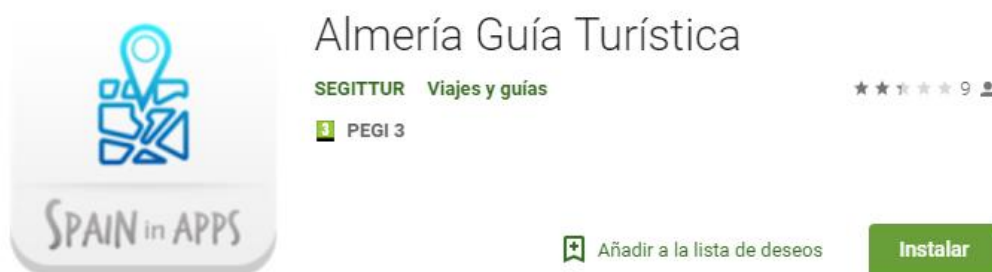 Almería Guía Turística
SEGITTUR Viajes y guías
9
3 PEGI 3
SPAIN in APPS
Añadir a la lista de deseos
Instalar